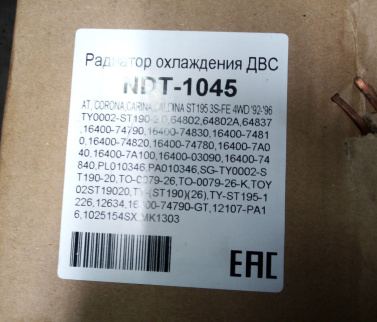 Радиатор охлаждения ДВС
NDT-1045
AT, CORONA CARINA CALDINA ST195 3S-FE 4WD '92-'96
TY0002-ST190-2.0,64802,64802A,64837
,16400-74790,16400-74830,16400-7481
0,16400-74820,16400-74780,16400-7A0
40,16400-7A100,16400-03090,16400-74
840,PL010346,PA010346,SG-TY0002-S
T190-20,TO-0079-26,TO-0079-26-K,TOY
02ST19020,TY-(ST190)(26),TY-ST195-1
226,12634,16400-74790-GT,12107-PA1
6,1025154SX,MK1303
EAC